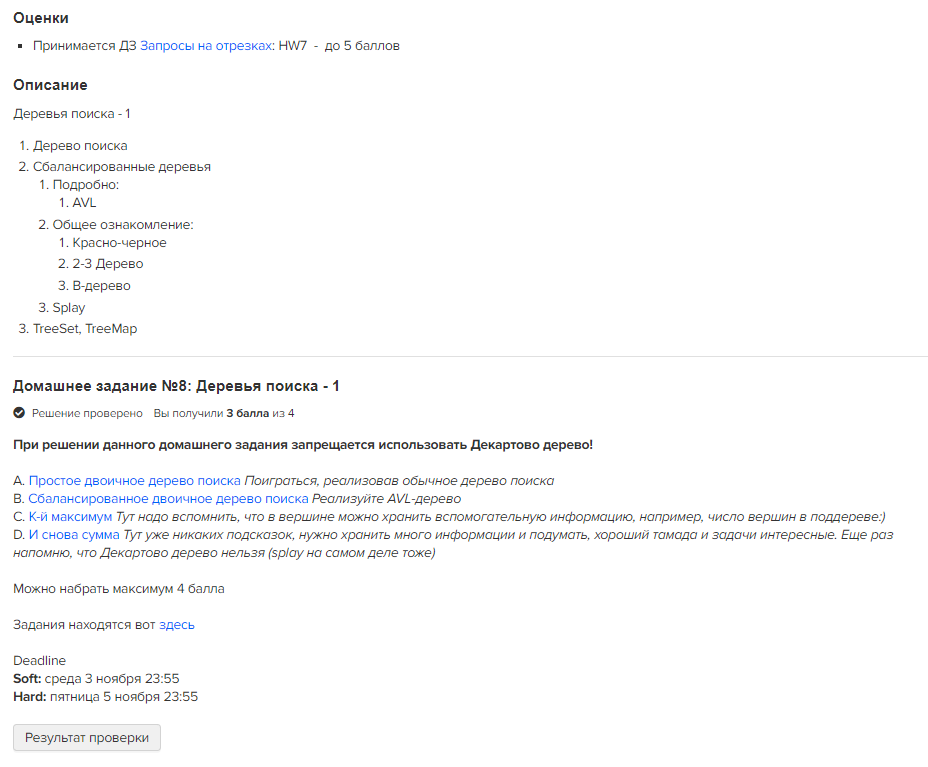 Оценки
▪ Принимается ДЗ Запросы на отрезках: HW7 - до 5 баллов
Описание
Деревья поиска - 1
1. Дерево поиска
2. Сбалансированные деревья
1. Подробно:
1. AVL
2. Общее ознакомление:
1. Красно-черное
2. 2-3 Дерево
3. B-дерево
3. Splay
3. TreeSet, TreeMap
Домашнее задание №8: Деревья поиска - 1
Решение проверено Вы получили 3 балла из 4
При решении данного домашнего задания запрещается использовать Декартово дерево!
A. Простое двоичное дерево поиска Поиграться, реализовав обычное дерево поиска
B. Сбалансированное двоичное дерево поиска Реализуйте AVL-дерево
C. К-й максимум Тут надо вспомнить, что в вершине можно хранить вспомогательную информацию, например, число вершин в поддереве:)
D. И снова сумма Тут уже никаких подсказок, нужно хранить много информации и подумать, хороший тамада и задачи интересные. Еще раз
напомню, что Декартово дерево нельзя (splay на самом деле тоже)
Можно набрать максимум 4 балла
Задания находятся вот здесь
Deadline
Soft: среда 3 ноября 23:55
Hard: пятница 5 ноября 23:55
Результат проверки